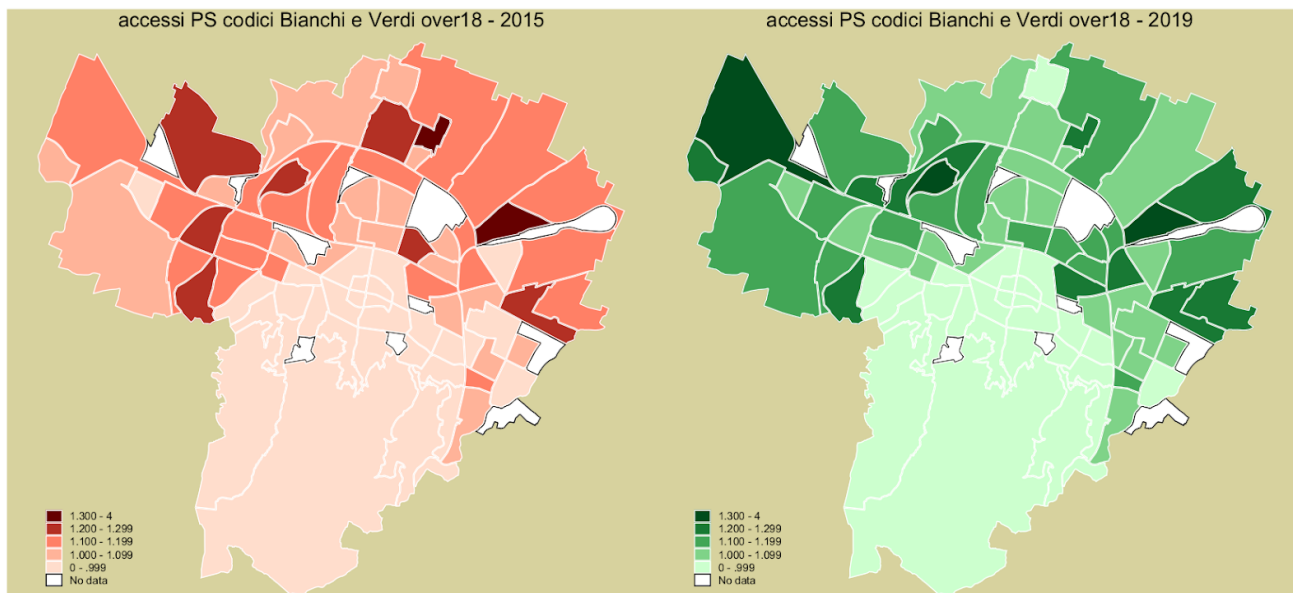 accessi PS codici Bianchi e Verdi over18 - 2015
1.300 - 4
1.200 - 1.299
1.100 - 1.199
1.000 - 1.099
0 - .999
No data
accessi PS codici Bianchi e Verdi over18 - 2019
1.300 - 4
1.200 - 1.299
1.100 - 1.199
1.000 - 1.099
0 - .999
No data